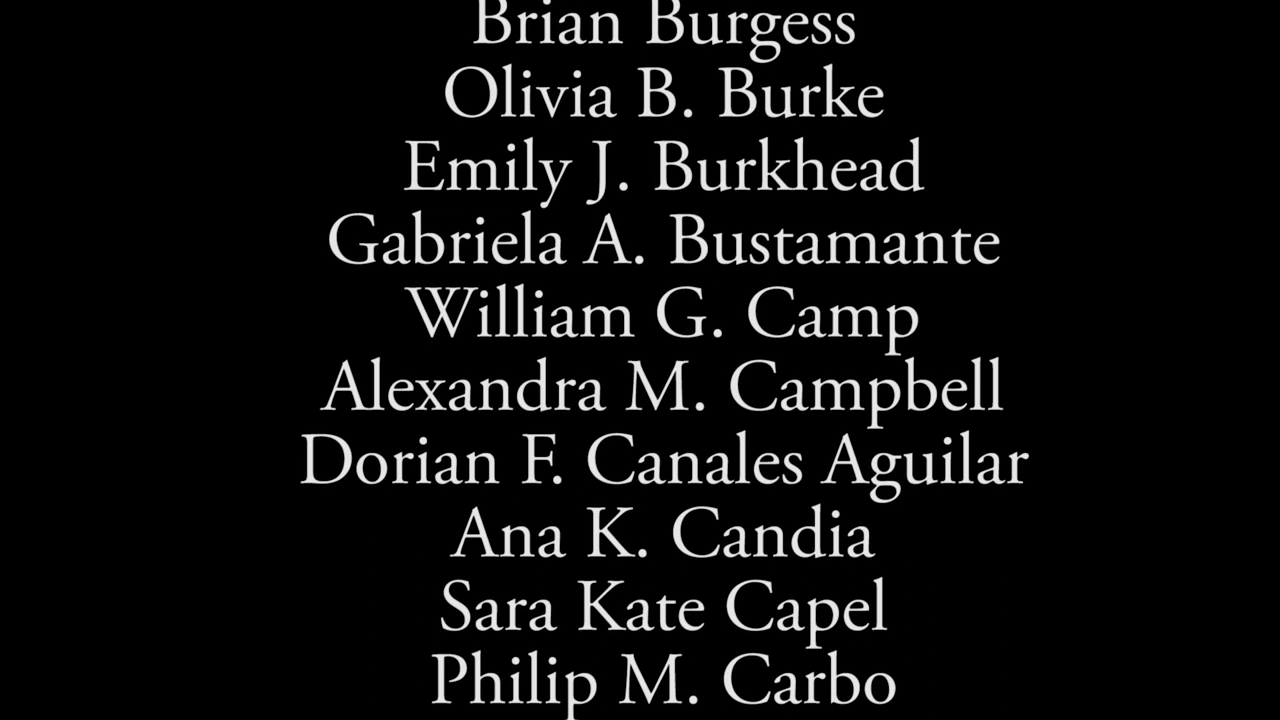 Brian Burgess
Olivia B. Burke
Emily J. Burkhead
Gabriela A. Bustamante
William G. Camp
Alexandra M. Campbell
Dorian F. Canales Aguilar
Ana K. Candia
Sara Kate Capel
Philip M. Carbo